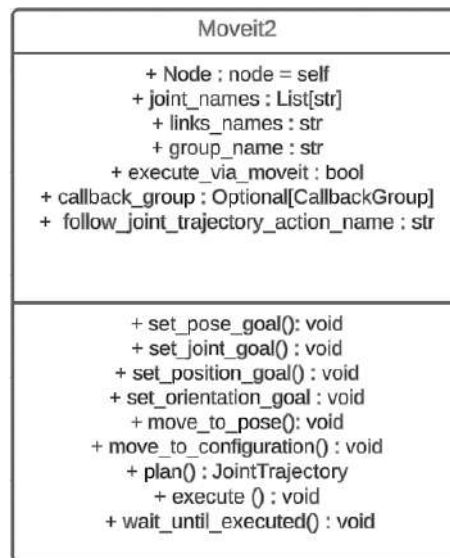 Moveit2
+ Node : node = self
+ joint_names : List[str]
+ links_names : str
+ group_name : str
+ execute_via_moveit : bool
+ callback_group : Optional[CallbackGroup]
+ follow_joint_trajectory_action_name : str
+ set_pose_goal(): void
+ set_joint_goal() : void
+ set_position_goal() : void
+ set_orientation_goal : void
+ move_to_pose(): void
+ move_to_configuration() : void
+ plan() : JointTrajectory
+ execute () : void
+ wait_until_executed() : void